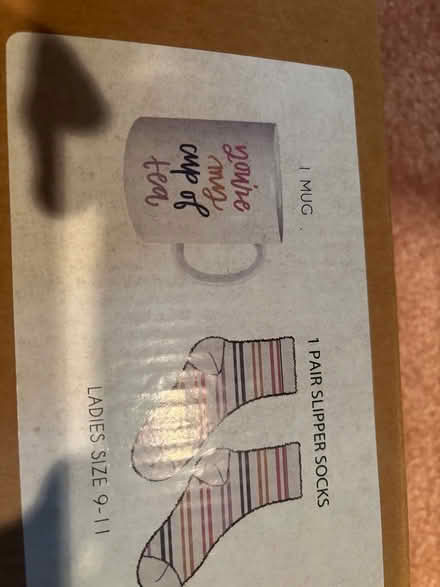 1 MUG
you're
my
cup of
tea
1 PAIR SLIPPER SOCKS
LADIES SIZE 9-11